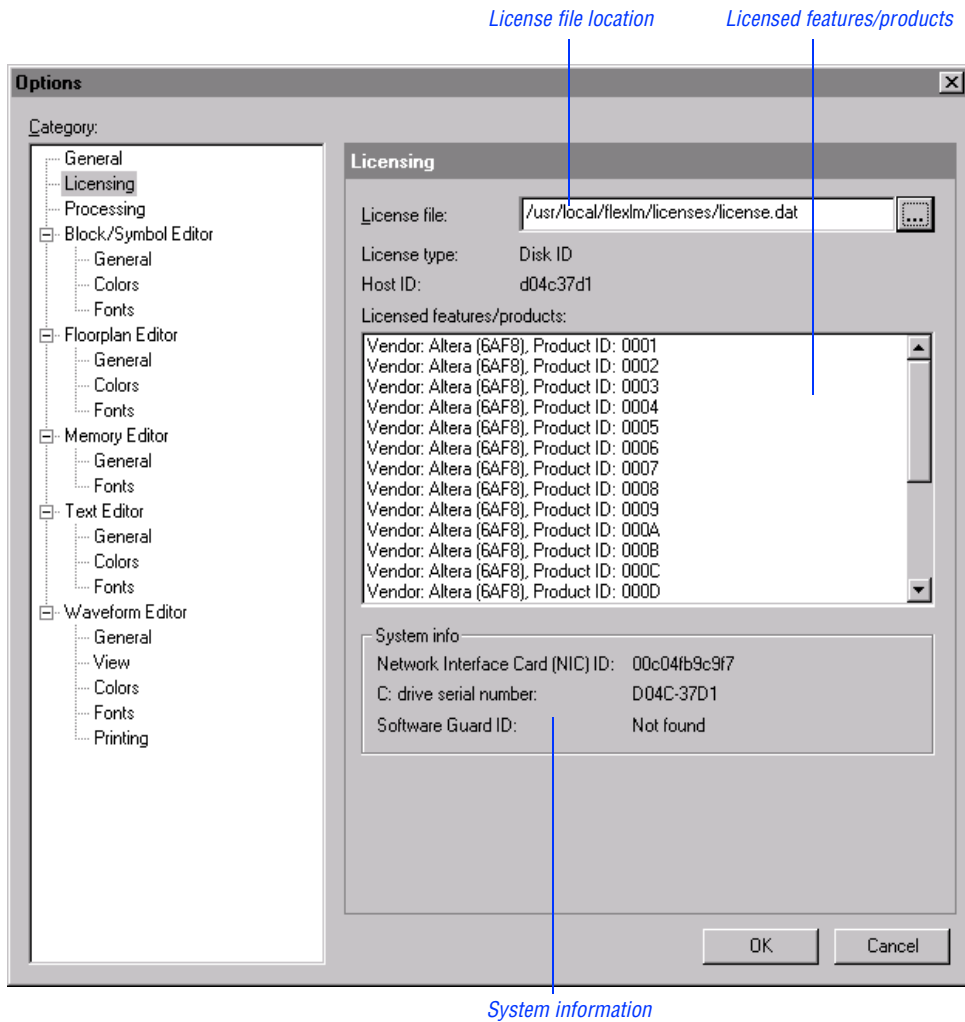 License file location
Licensed features/products
Options
Category:
General
Licensing
Processing
Block/Symbol Editor
General
Colors
Fonts
Floorplan Editor
General
Colors
Fonts
Memory Editor
General
Fonts
Text Editor
General
Colors
Fonts
Waveform Editor
General
View
Colors
Fonts
Printing
Licensing
License file: /usr/local/flexlm/licenses/license.dat ...
License type: Disk ID
Host ID: d04c37d1
Licensed features/products:
Vendor: Altera (6AF8), Product ID: 0001
Vendor: Altera (6AF8), Product ID: 0002
Vendor: Altera (6AF8), Product ID: 0003
Vendor: Altera (6AF8), Product ID: 0004
Vendor: Altera (6AF8), Product ID: 0005
Vendor: Altera (6AF8), Product ID: 0006
Vendor: Altera (6AF8), Product ID: 0007
Vendor: Altera (6AF8), Product ID: 0008
Vendor: Altera (6AF8), Product ID: 0009
Vendor: Altera (6AF8), Product ID: 000A
Vendor: Altera (6AF8), Product ID: 000B
Vendor: Altera (6AF8), Product ID: 000C
Vendor: Altera (6AF8), Product ID: 000D
System info
Network Interface Card (NIC) ID: 00c04fb9c9f7
C: drive serial number: D04C-37D1
Software Guard ID: Not found
OK
Cancel
System information